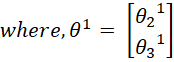 where, θ¹ = [θ₂¹
θ₃¹]